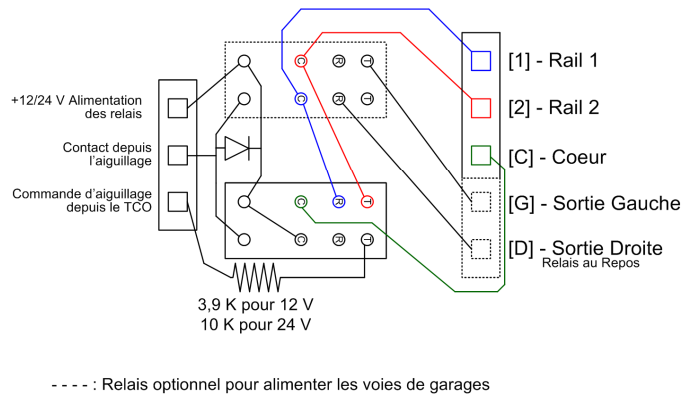 C R T
[1] - Rail 1
+12/24 V Alimentation
des relais
C R T
[2] - Rail 2
Contact depuis
l'aiguillage
[C] - Coeur
Commande d'aiguillage
depuis le TCO
C R T
[G] - Sortie Gauche
C R T
[D] - Sortie Droite
Relais au Repos
3,9 K pour 12 V
10 K pour 24 V
- - - - : Relais optionnel pour alimenter les voies de garages